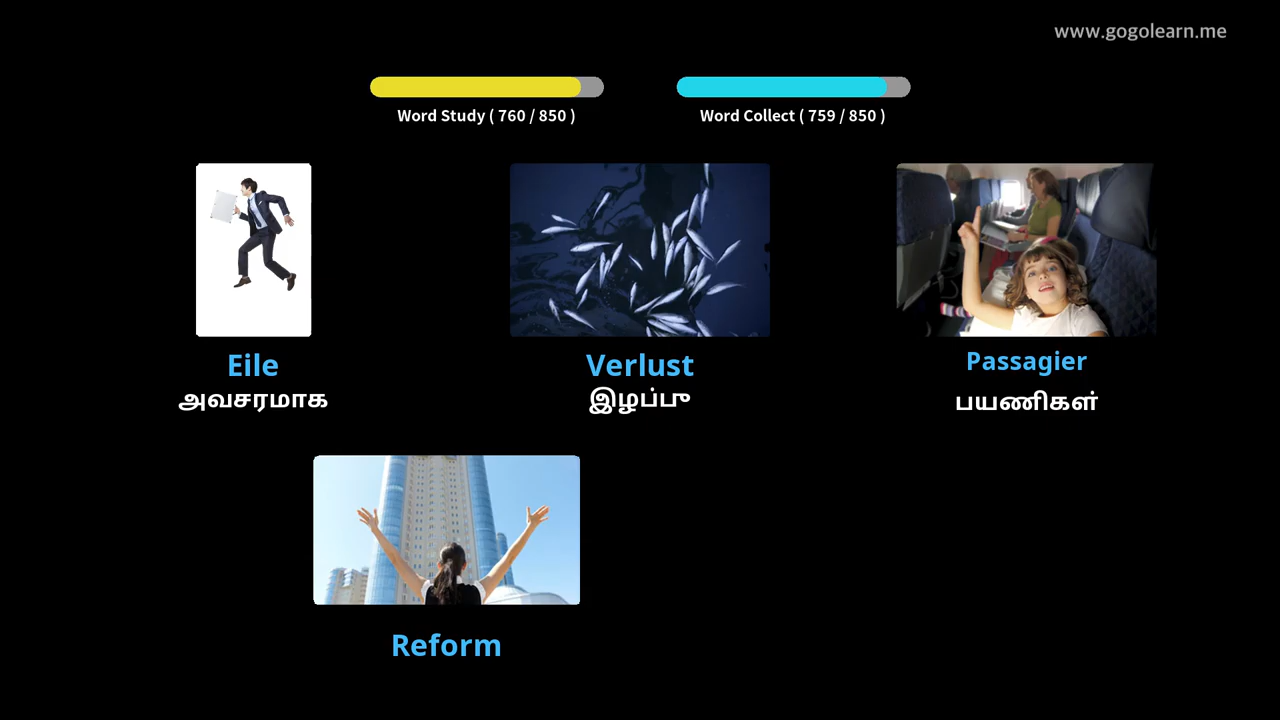 www.gogolearn.me
Word Study ( 760 / 850 )
Word Collect ( 759 / 850 )
Eile
அவசரமாக
Verlust
இழப்பு
Passagier
பயணிகள்
Reform